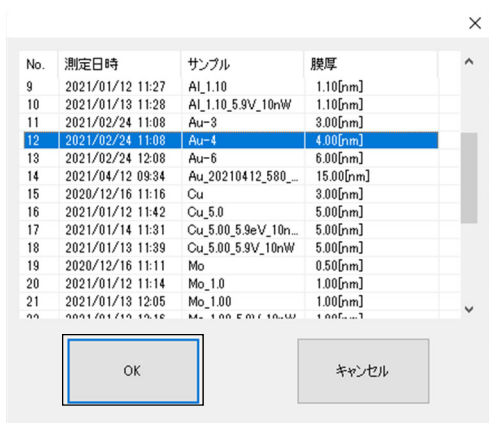 No. 測定日時 サンプル 膜厚
9 2021/01/12 11:27 Al_1.10 1.10[nm]
10 2021/01/13 11:28 Al_1.10_5.9V_10nW 1.10[nm]
11 2021/02/24 11:08 Au-3 3.00[nm]
12 2021/02/24 11:08 Au-4 4.00[nm]
13 2021/02/24 12:08 Au-6 6.00[nm]
14 2021/04/12 09:34 Au_20210412_580_... 15.00[nm]
15 2020/12/16 11:16 Cu 3.00[nm]
16 2021/01/12 11:42 Cu_5.0 5.00[nm]
17 2021/01/14 11:31 Cu_5.00_5.9eV_10n... 5.00[nm]
18 2021/01/13 11:39 Cu_5.00_5.9V_10nW 5.00[nm]
19 2020/12/16 11:11 Mo 0.50[nm]
20 2021/01/12 11:14 Mo_1.0 1.00[nm]
21 2021/01/13 12:05 Mo_1.00 1.00[nm]
OK キャンセル